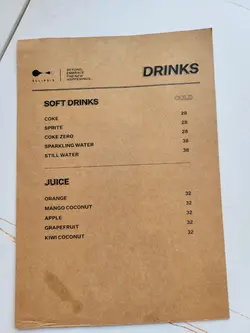 DRINKS
SOFT DRINKS COLD
COKE 28
SPRITE 28
COKE ZERO 28
SPARKLING WATER 38
STILL WATER 38
JUICE
ORANGE 32
MANGO COCONUT 32
APPLE 32
GRAPEFRUIT 32
KIWI COCONUT 32